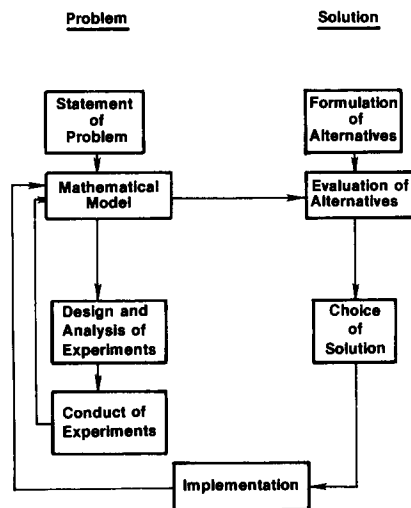 Problem
Solution
Statement
of
Problem
Formulation
of
Alternatives
Mathematical
Model
Evaluation of
Alternatives
Design and
Analysis of
Experiments
Choice
of
Solution
Conduct of
Experiments
Implementation